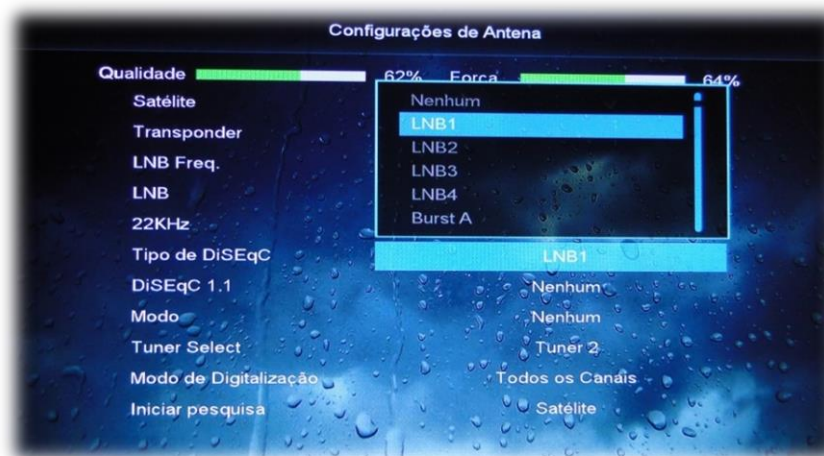 Configurações de Antena
Qualidade 62% Força 64%
Satélite
Transponder
LNB Freq.
LNB
22KHz
Nenhum
LNB1
LNB2
LNB3
LNB4
Burst A
Tipo de DiSEqC LNB1
DiSEqC 1.1 Nenhum
Modo Nenhum
Tuner Select Tuner 2
Modo de Digitalização Todos os Canais
Iniciar pesquisa Satélite